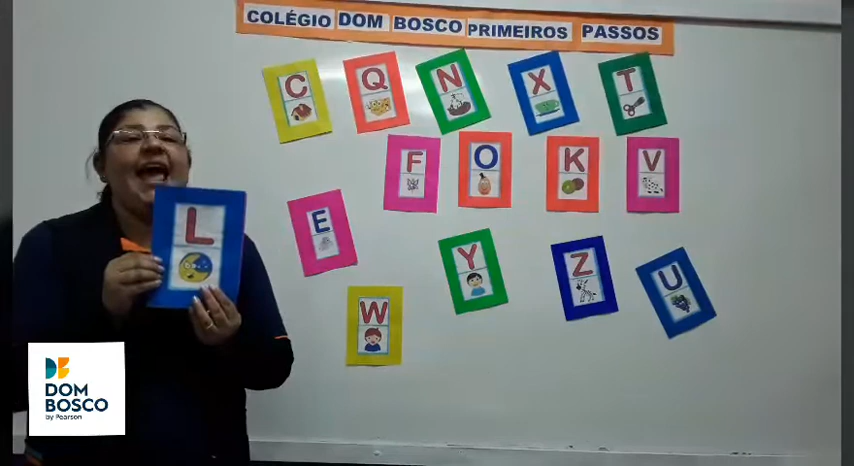 COLÉGIO DOM BOSCO PRIMEIROS PASSOS
C Q N X T
F O K V
L
E
Y Z U
W
DOM
BOSCO
by Pearson